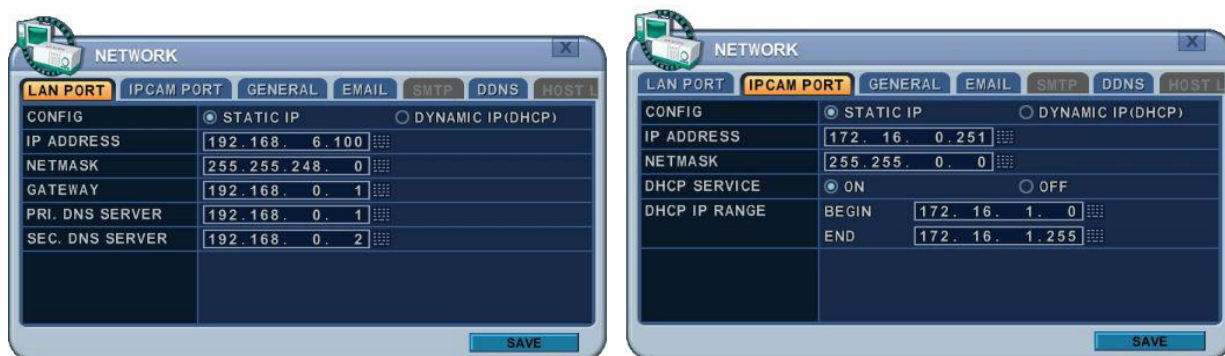 NETWORK
X
LAN PORT IPCAM PORT GENERAL EMAIL SMTP DDNS HOST L
CONFIG STATIC IP DYNAMIC IP(DHCP)
IP ADDRESS 192.168. 6.100
NETMASK 255.255.248. 0
GATEWAY 192.168. 0. 1
PRI. DNS SERVER 192.168. 0. 1
SEC. DNS SERVER 192.168. 0. 2
SAVE
NETWORK
X
LAN PORT IPCAM PORT GENERAL EMAIL SMTP DDNS HOST L
CONFIG STATIC IP DYNAMIC IP(DHCP)
IP ADDRESS 172. 16. 0.251
NETMASK 255.255. 0. 0
DHCP SERVICE ON OFF
DHCP IP RANGE BEGIN 172. 16. 1. 0
END 172. 16. 1.255
SAVE